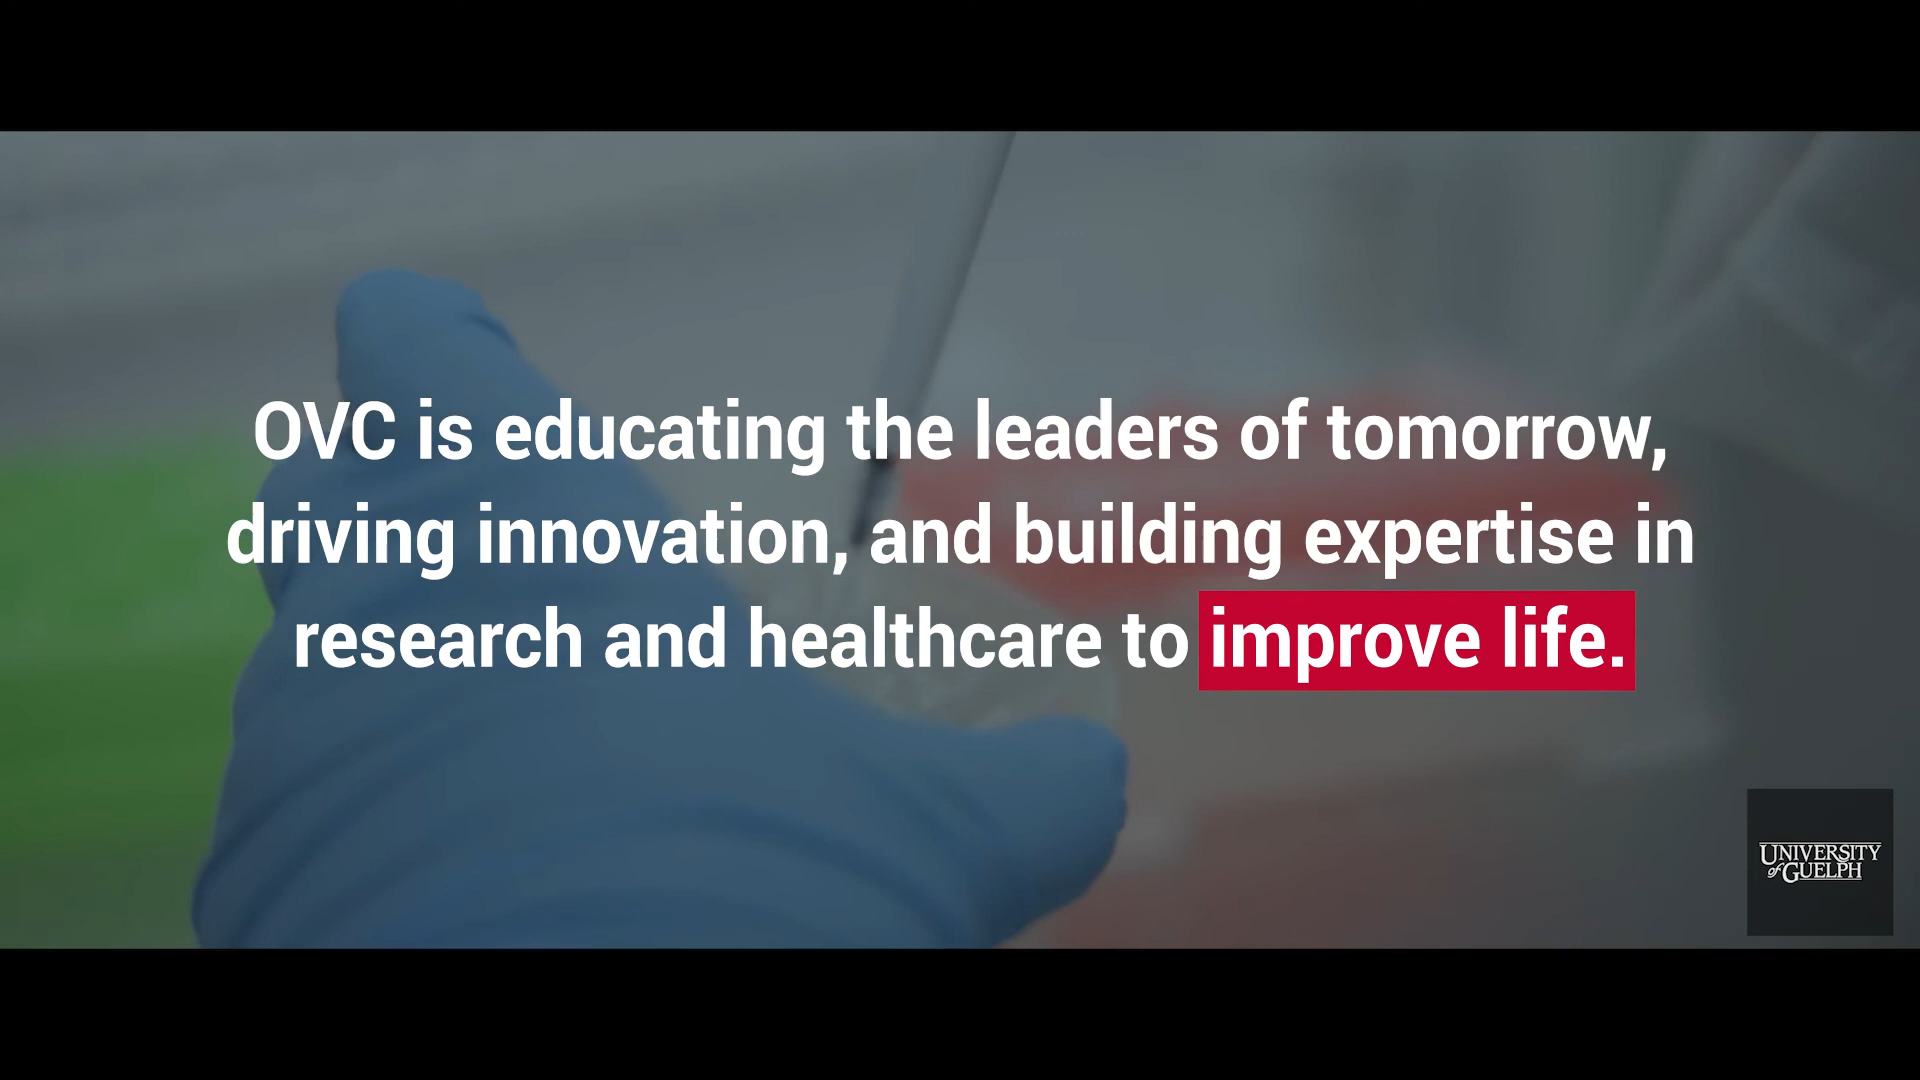 OVC is educating the leaders of tomorrow,
driving innovation, and building expertise in
research and healthcare to improve life.
UNIVERSITY
of GUELPH